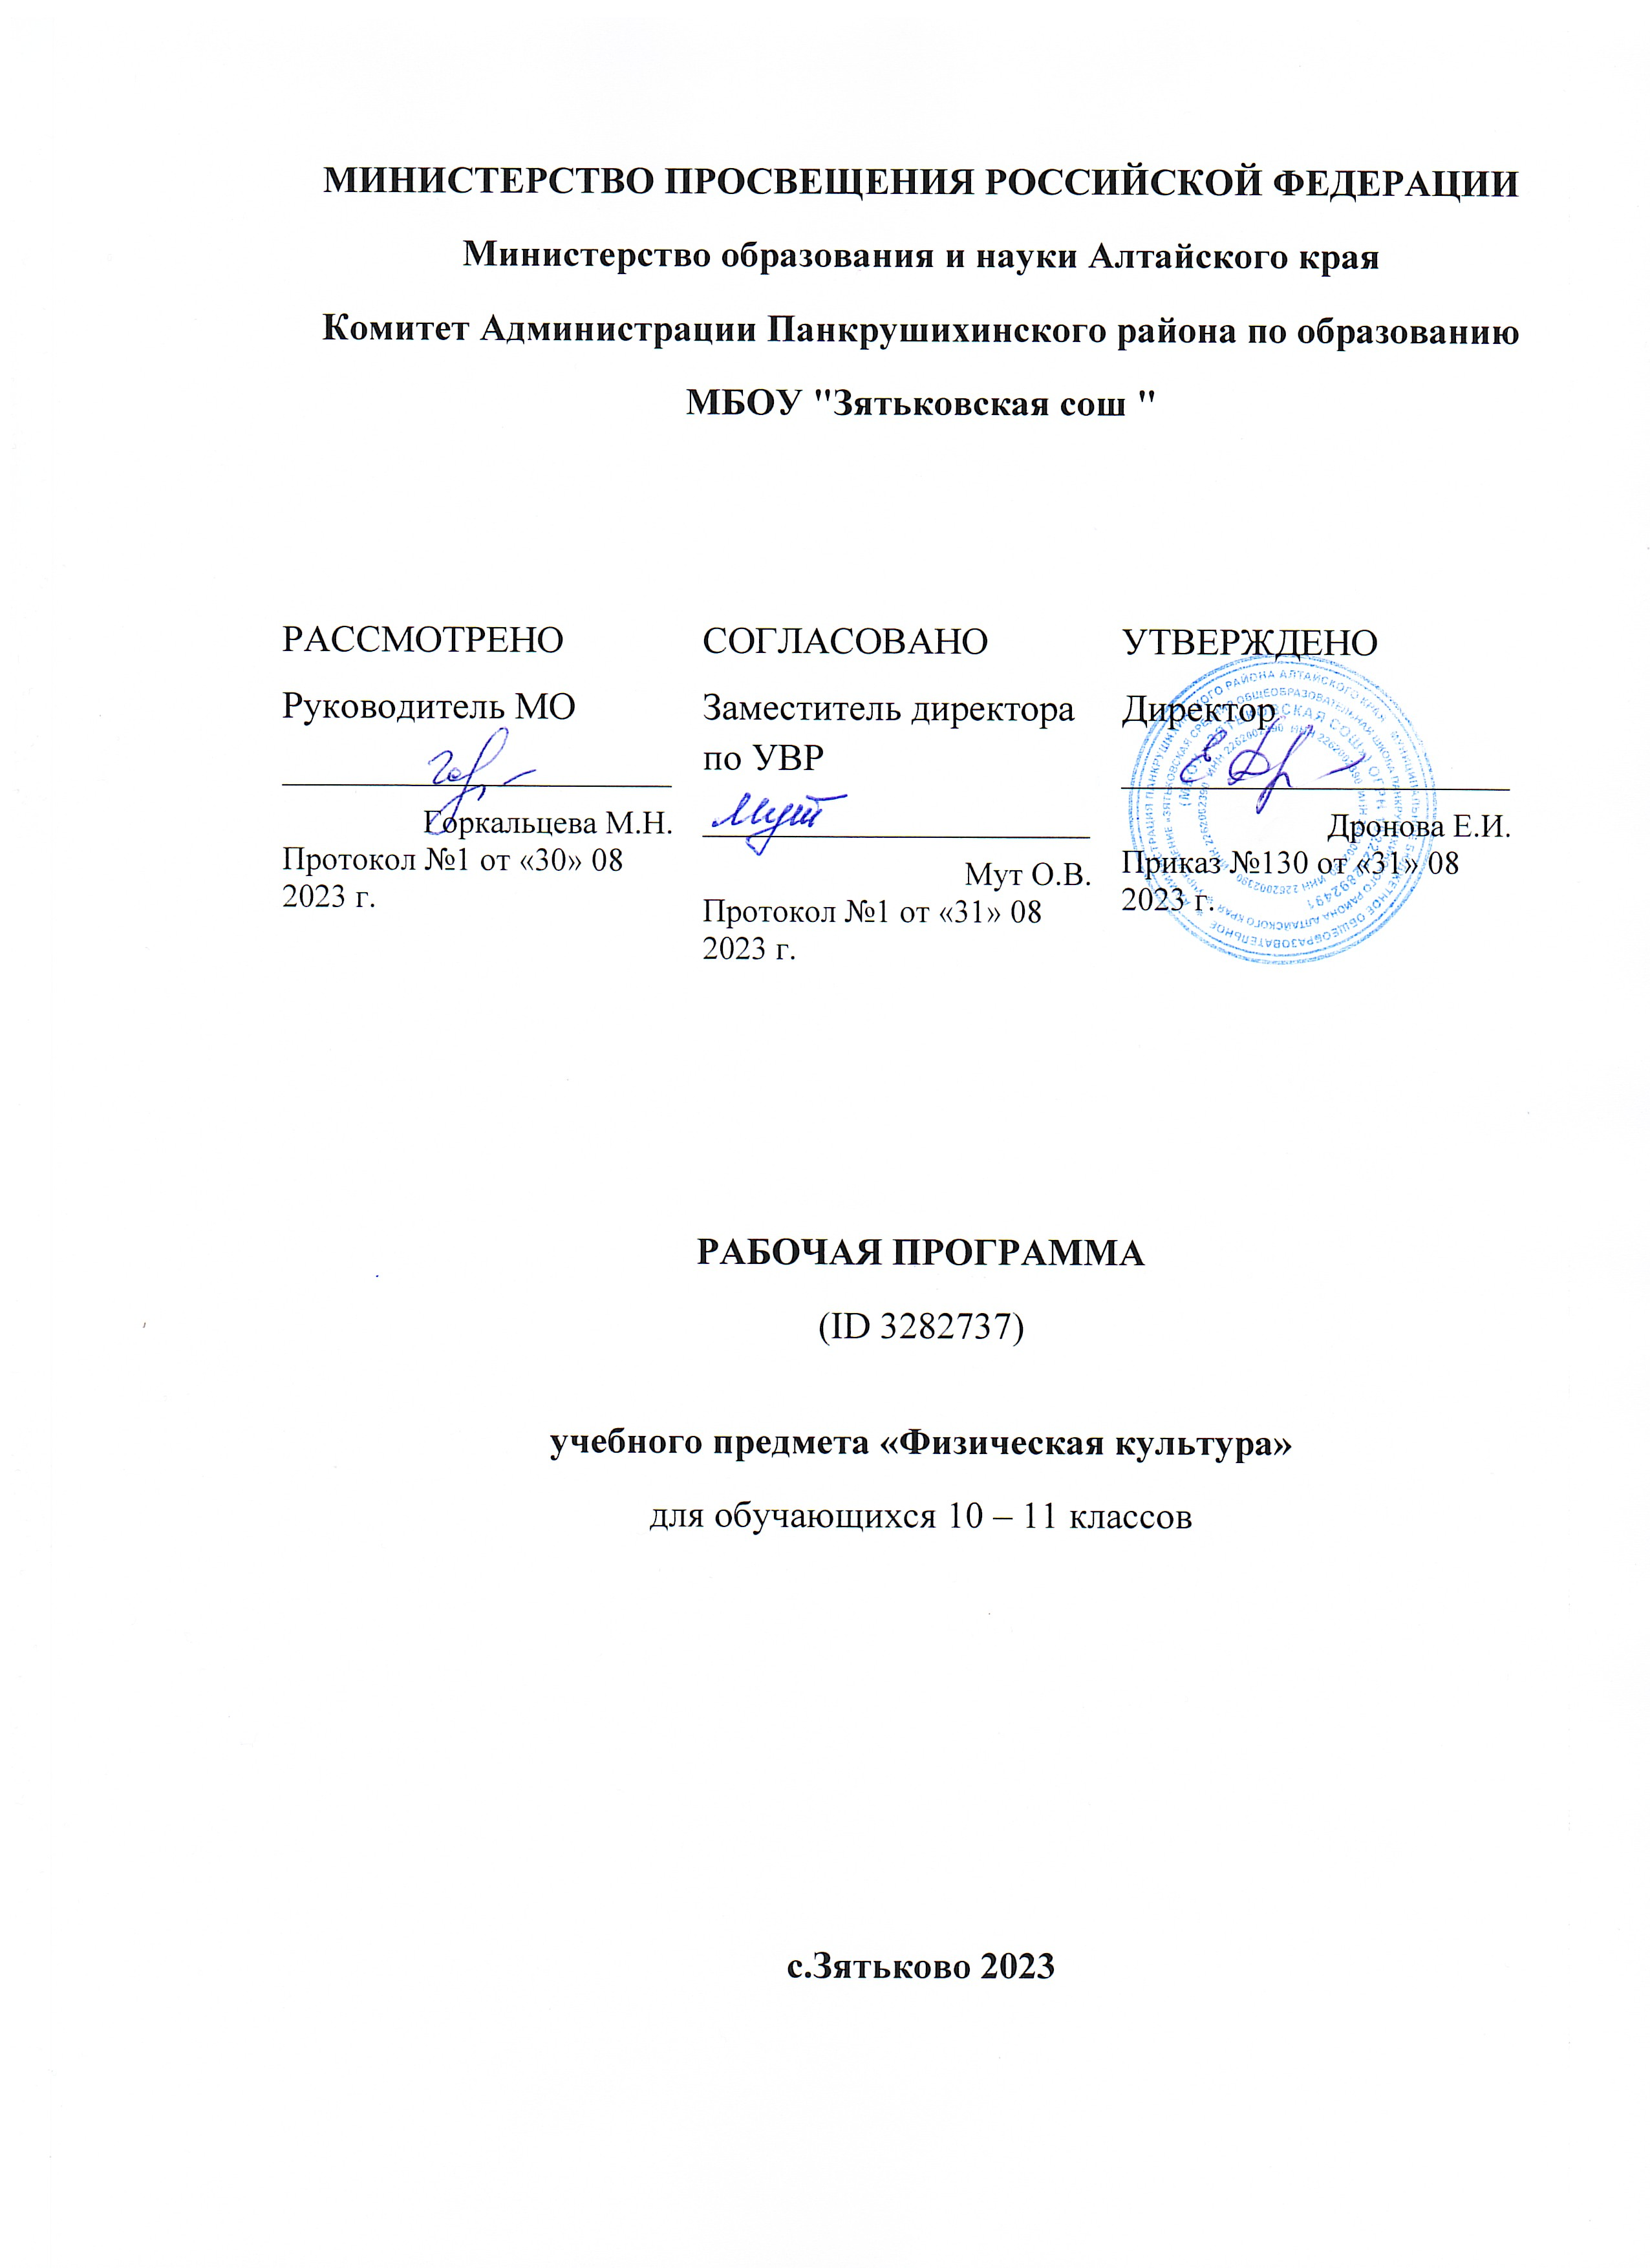 МИНИСТЕРСТВО ПРОСВЕЩЕНИЯ РОССИЙСКОЙ ФЕДЕРАЦИИ
Министерство образования и науки Алтайского края
Комитет Администрации Панкрушихинского района по образованию
МБОУ "Зятьковская сош "
РАССМОТРЕНО
Руководитель МО
Горкальцева М.Н.
Протокол №1 от «30» 08
2023 г.
СОГЛАСОВАНО
Заместитель директора
по УВР
Мут
Мут О.В.
Протокол №1 от «31» 08
2023 г.
УТВЕРЖДЕНО
Директор
Дронова Е.И.
Приказ №130 от «31» 08
2023 г.
РАБОЧАЯ ПРОГРАММА
(ID 3282737)
учебного предмета «Физическая культура»
для обучающихся 10 – 11 классов
с.Зятьково 2023